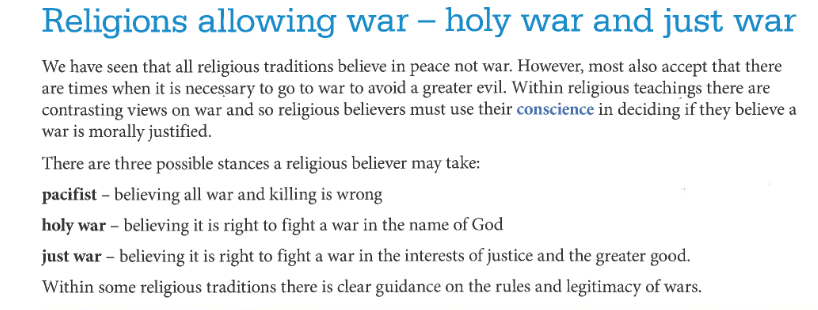 Religions allowing war – holy war and just war
We have seen that all religious traditions believe in peace not war. However, most also accept that there
are times when it is necessary to go to war to avoid a greater evil. Within religious teachings there are
contrasting views on war and so religious believers must use their conscience in deciding if they believe a
war is morally justified.
There are three possible stances a religious believer may take:
pacifist – believing all war and killing is wrong
holy war – believing it is right to fight a war in the name of God
just war – believing it is right to fight a war in the interests of justice and the greater good.
Within some religious traditions there is clear guidance on the rules and legitimacy of wars.